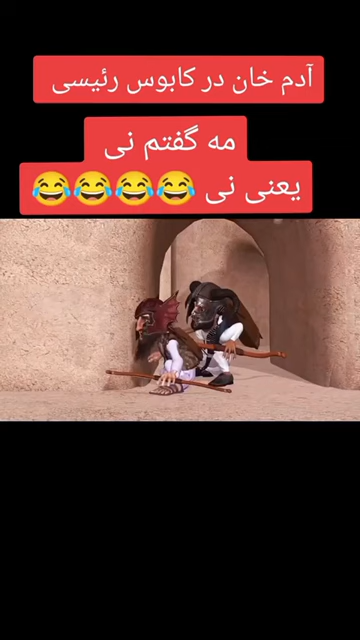 آدم خان در کابوس رئیسی
مه گفتم نی
یعنی نی 😂😂😂😂